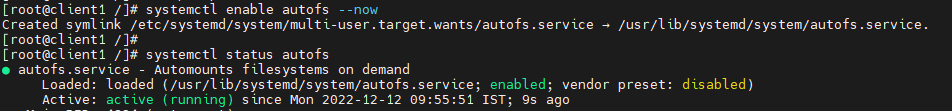 [root@client1 /]# systemctl enable autofs --now
Created symlink /etc/systemd/system/multi-user.target.wants/autofs.service → /usr/lib/systemd/system/autofs.service.
[root@client1 /]#
[root@client1 /]# systemctl status autofs
● autofs.service - Automounts filesystems on demand
Loaded: loaded (/usr/lib/systemd/system/autofs.service; enabled; vendor preset: disabled)
Active: active (running) since Mon 2022-12-12 09:55:51 IST; 9s ago